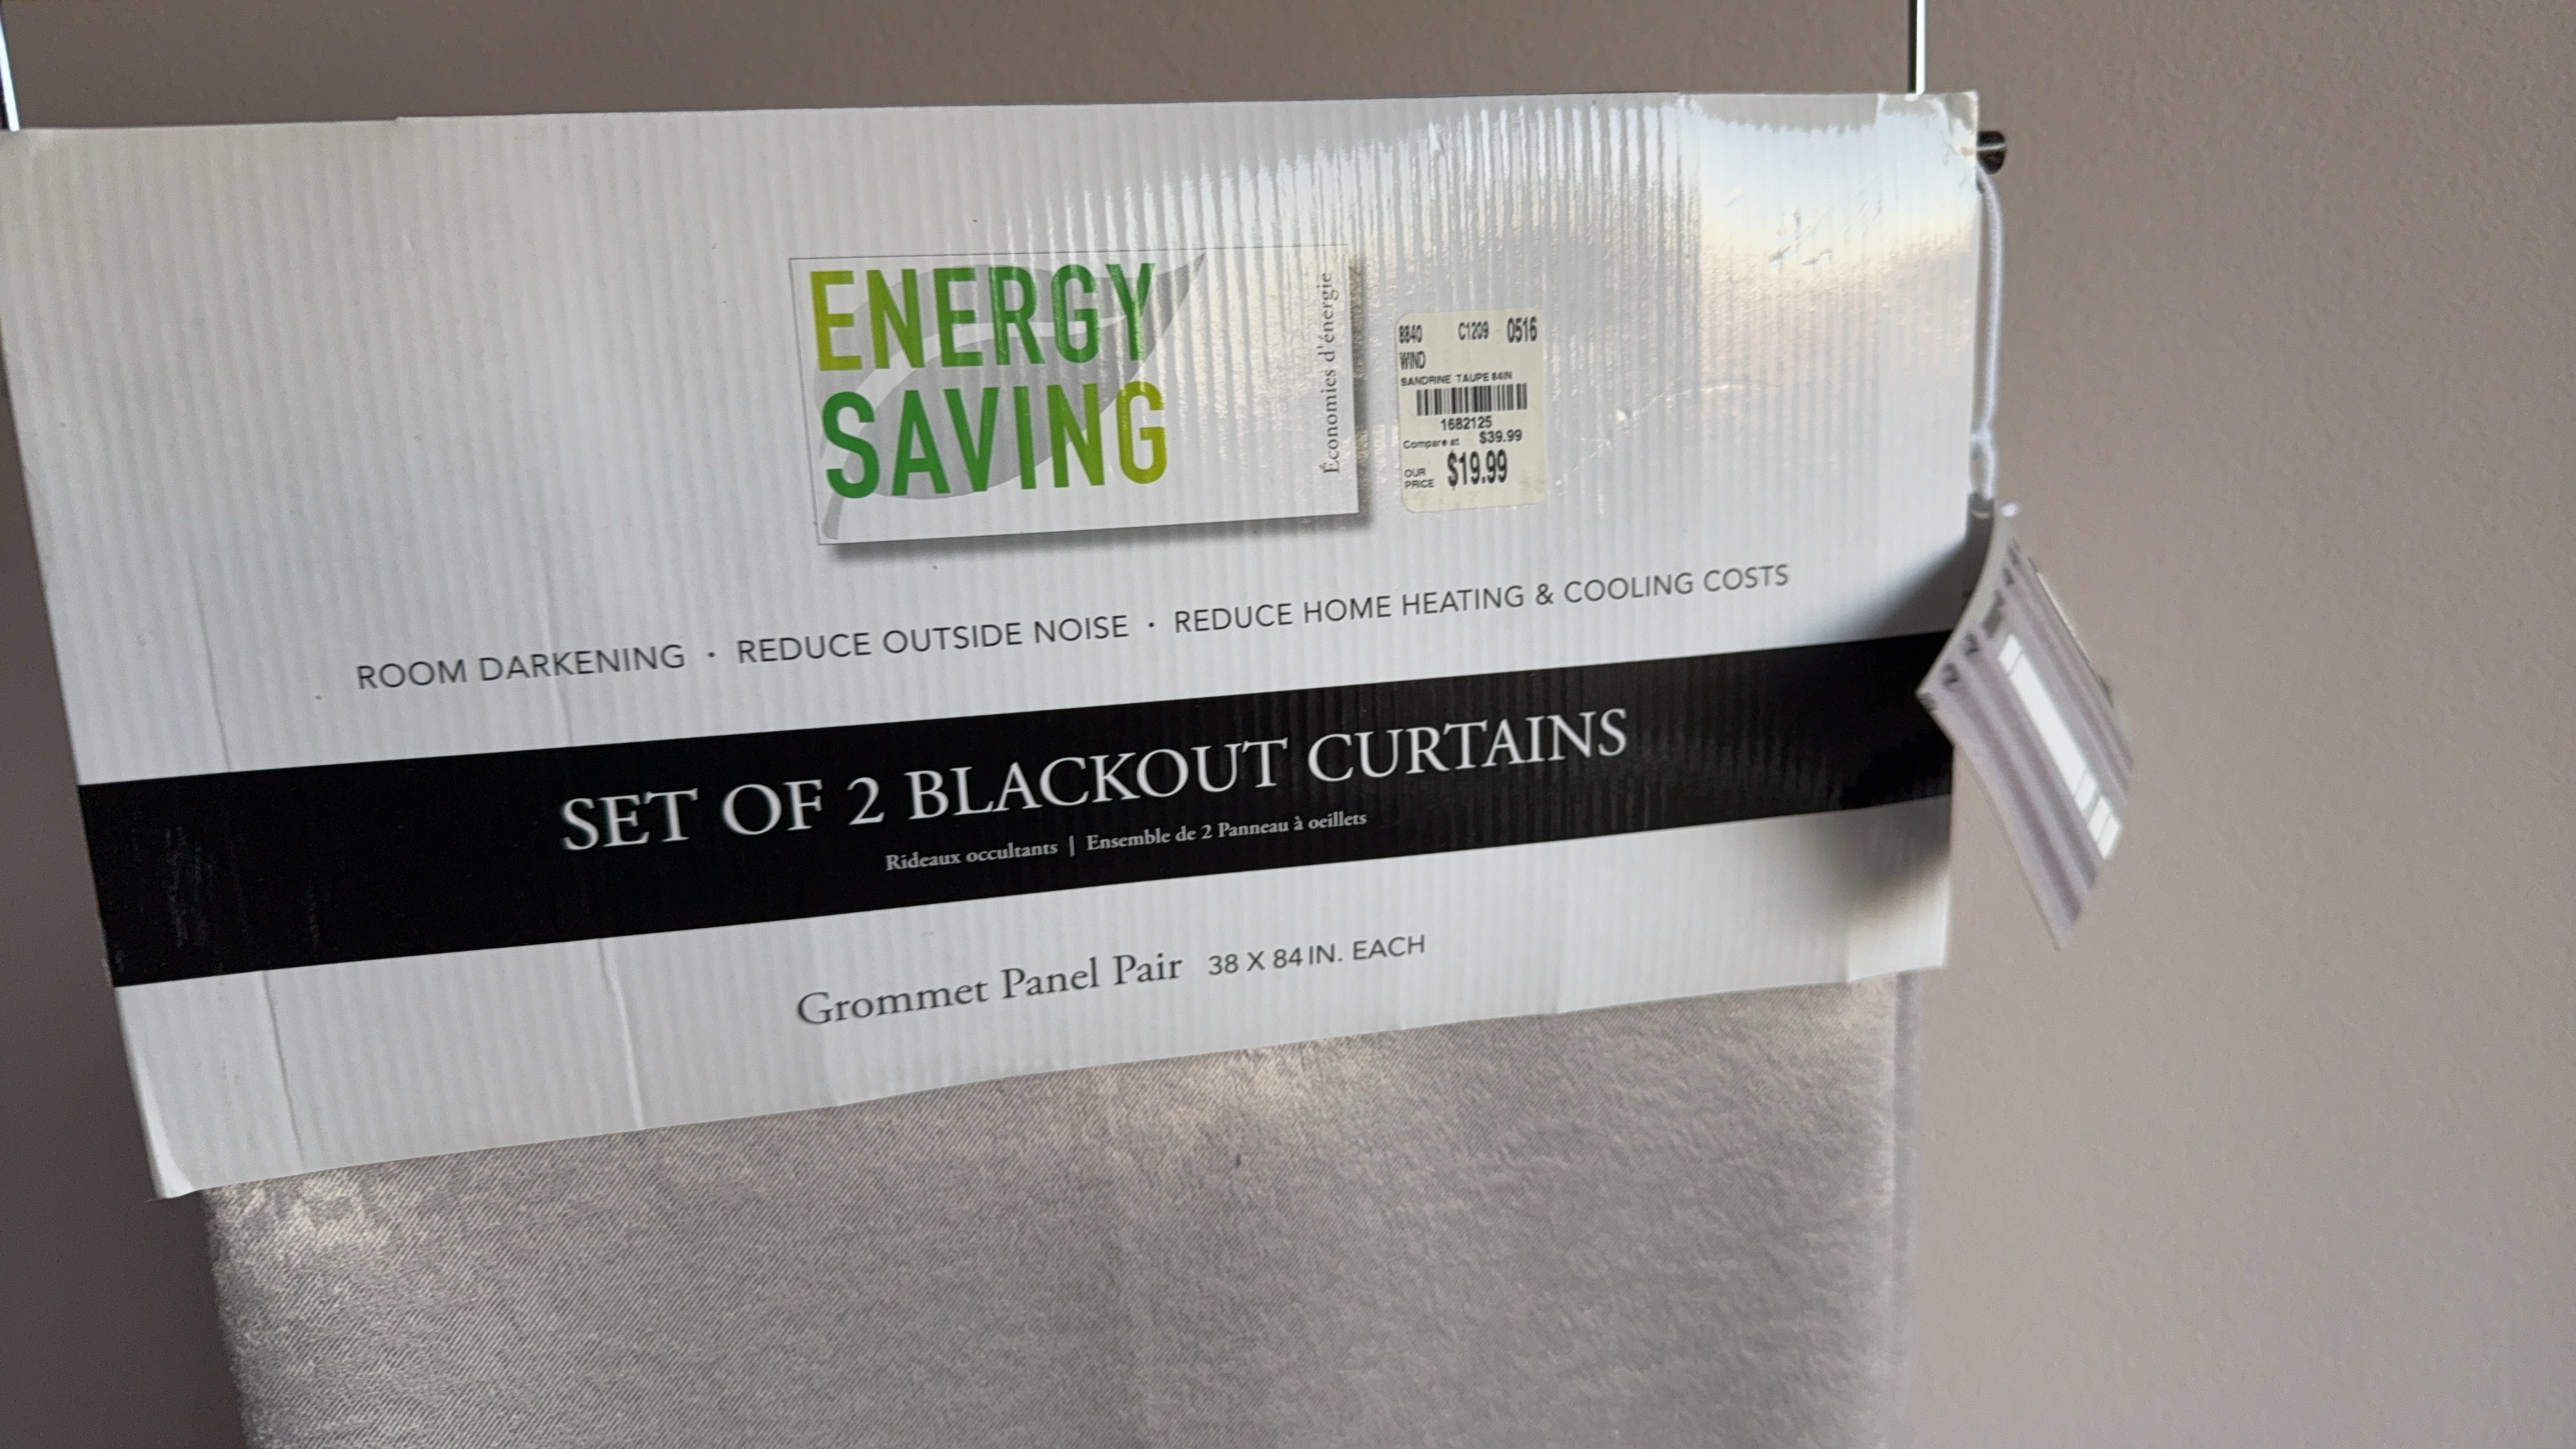 ENERGY
SAVING
Économies d'énergie
8840 C1209 0516
WIND
SANDRINE TAUPE 84IN
1682125
Compare at $39.99
OUR PRICE $19.99
ROOM DARKENING · REDUCE OUTSIDE NOISE · REDUCE HOME HEATING & COOLING COSTS
SET OF 2 BLACKOUT CURTAINS
Rideaux occultants | Ensemble de 2 Panneau à oeillets
Grommet Panel Pair 38 X 84 IN. EACH